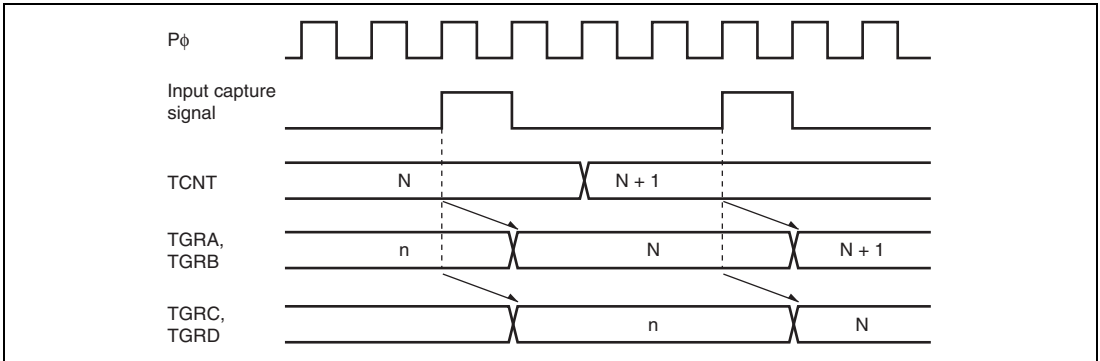 Pϕ
Input capture
signal
TCNT
N
N + 1
TGRA,
TGRB
n
N
N + 1
TGRC,
TGRD
n
N